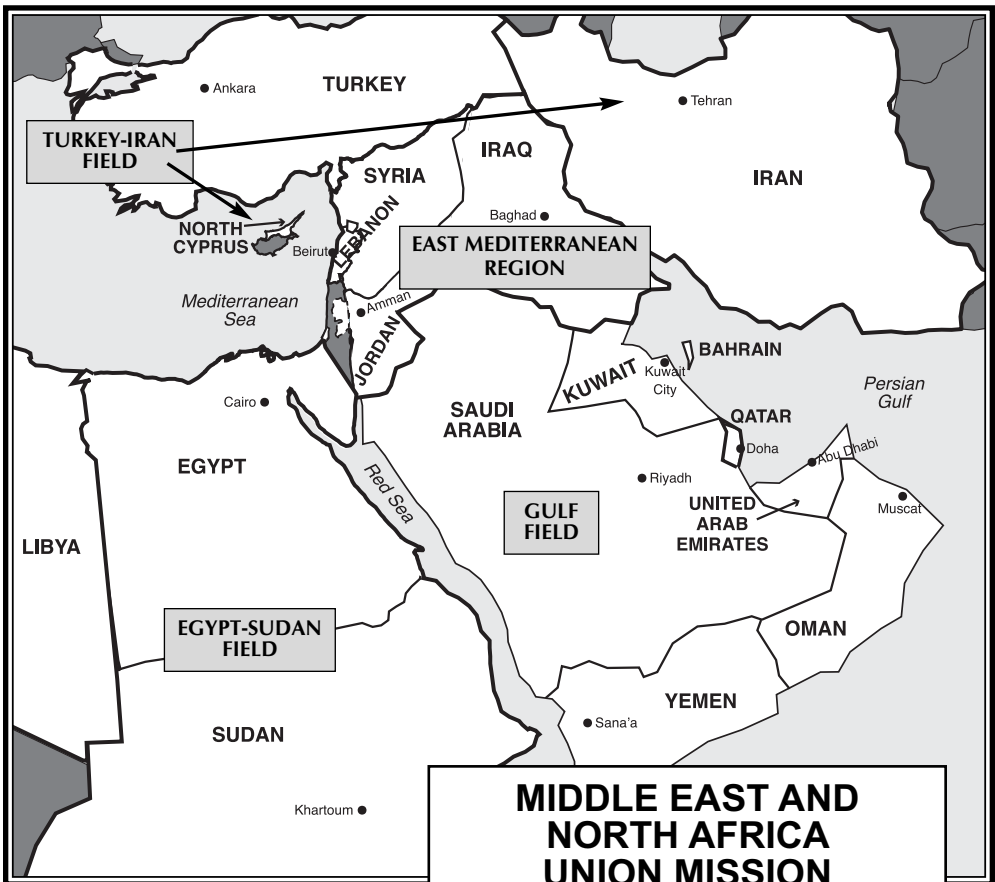 Ankara
TURKEY
Tehran
TURKEY-IRAN
FIELD
IRAQ
SYRIA
IRAN
NORTH
CYPRUS
Beirut
LEBANON
Baghad
EAST MEDITERRANEAN
REGION
Mediterranean
Sea
Amman
JORDAN
BAHRAIN
KUWAIT
Kuwait
City
Persian
Gulf
Cairo
SAUDI
ARABIA
QATAR
Doha
Abu Dhabi
EGYPT
Red Sea
Riyadh
UNITED
ARAB
EMIRATES
Muscat
GULF
FIELD
LIBYA
EGYPT-SUDAN
FIELD
OMAN
YEMEN
Sana'a
SUDAN
Khartoum
MIDDLE EAST AND
NORTH AFRICA
UNION MISSION